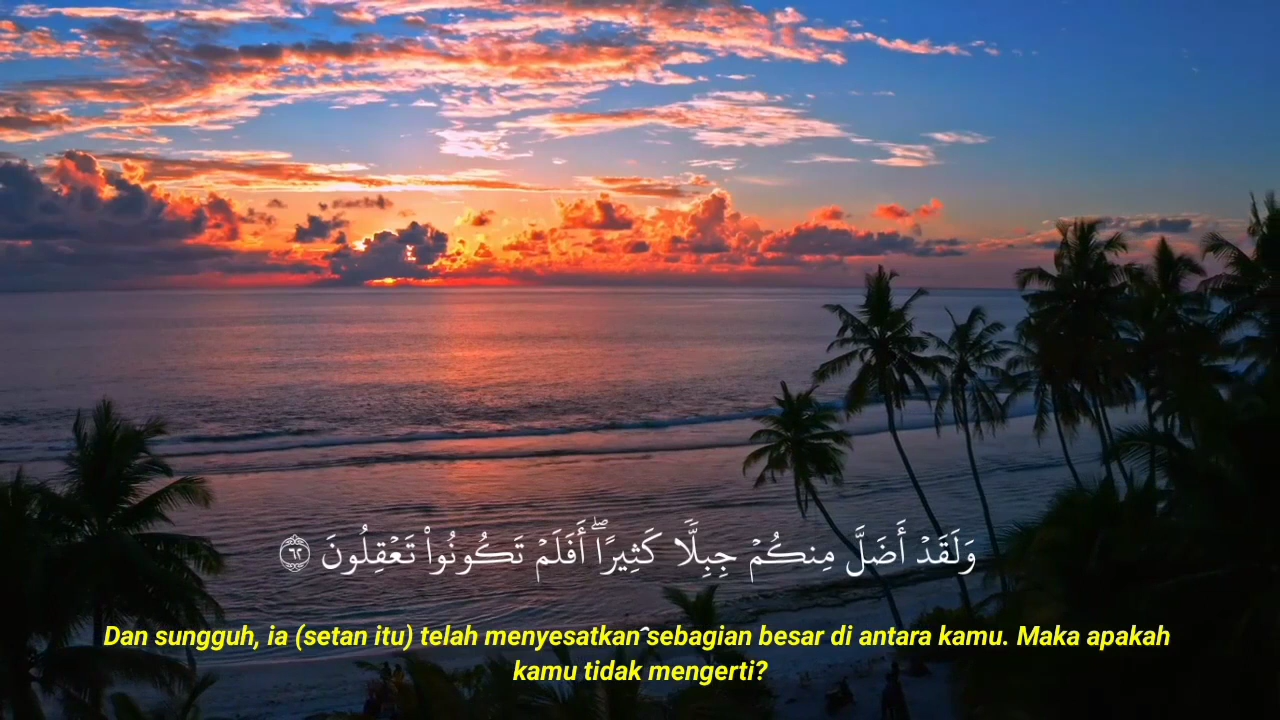 وَلَقَدۡ أَضَلَّ مِنكُمۡ جِبِلّٗا كَثِيرًاۖ أَفَلَمۡ تَكُونُواْ تَعۡقِلُونَ ٦٢
Dan sungguh, ia (setan itu) telah menyesatkan sebagian besar di antara kamu. Maka apakah
kamu tidak mengerti?